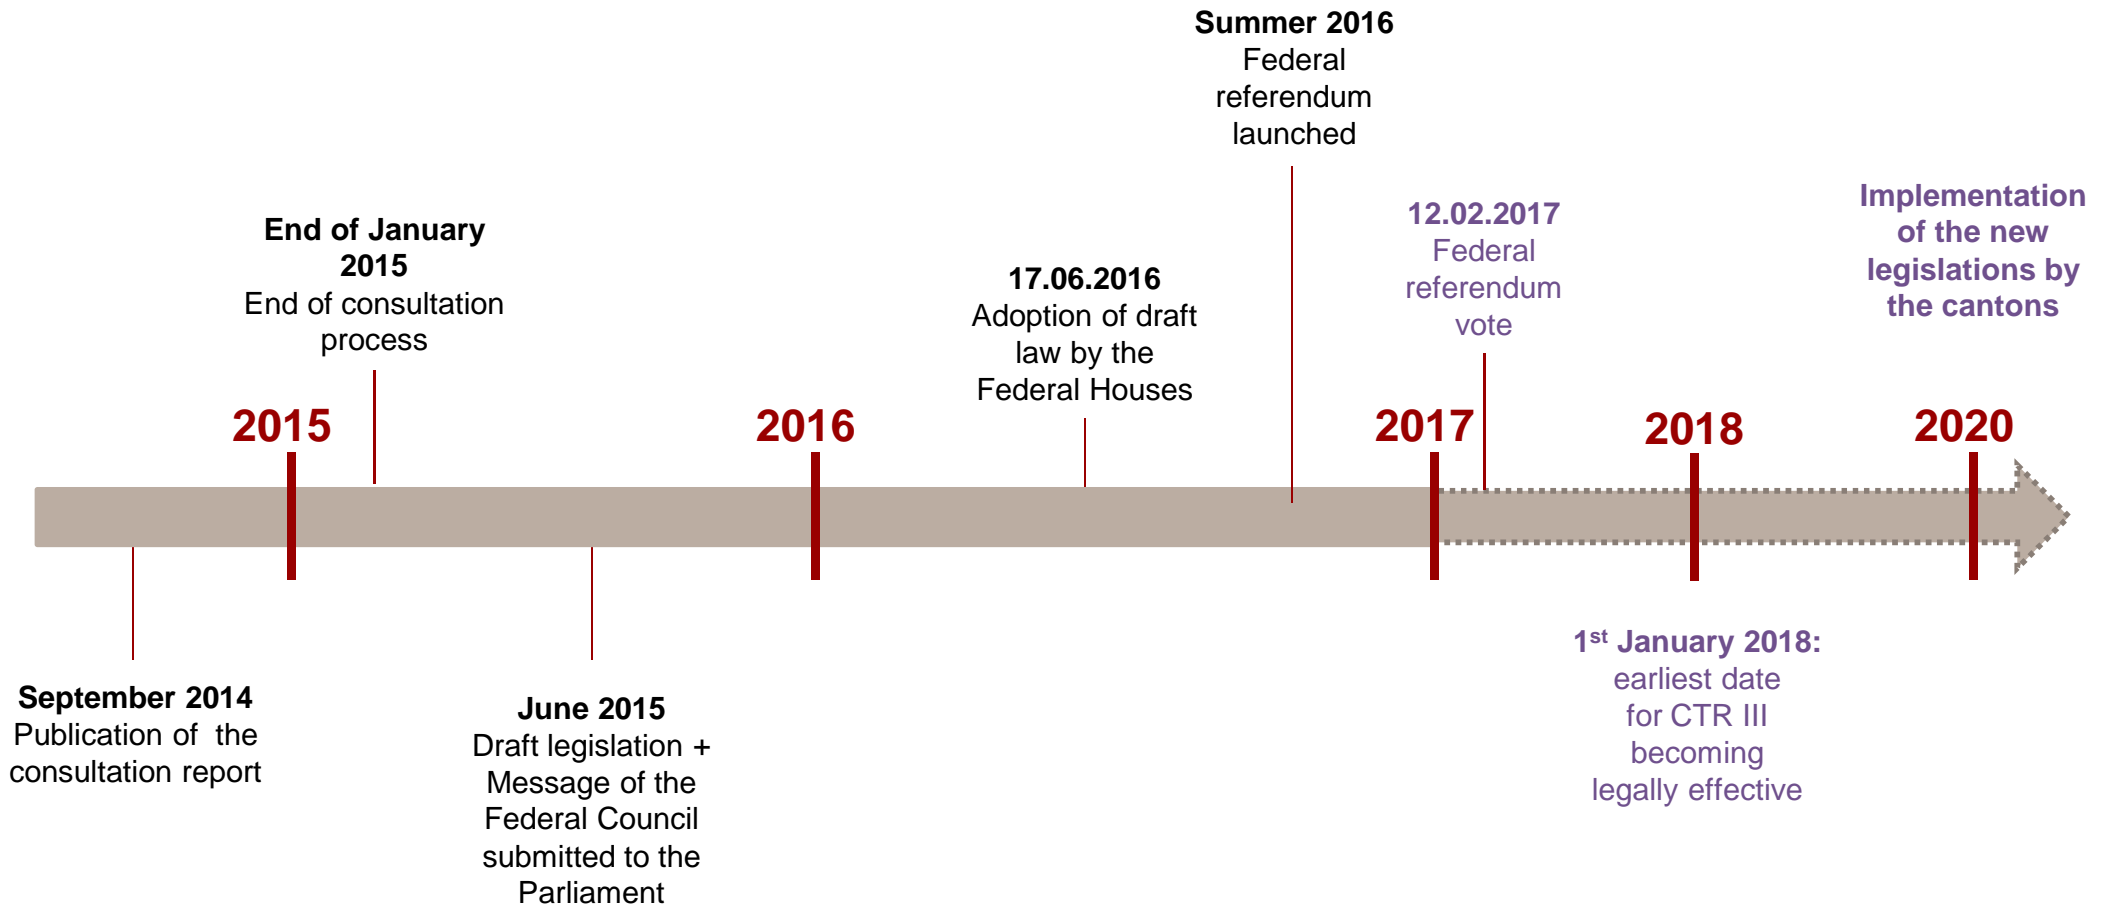 Summer 2016
Federal
referendum
launched
End of January
2015
End of consultation
process
17.06.2016
Adoption of draft
law by the
Federal Houses
12.02.2017
Federal
referendum
vote
Implementation
of the new
legislations by
the cantons
2015
2016
2017
2018
2020
September 2014
Publication of the
consultation report
June 2015
Draft legislation +
Message of the
Federal Council
submitted to the
Parliament
1st January 2018:
earliest date
for CTR III
becoming
legally effective